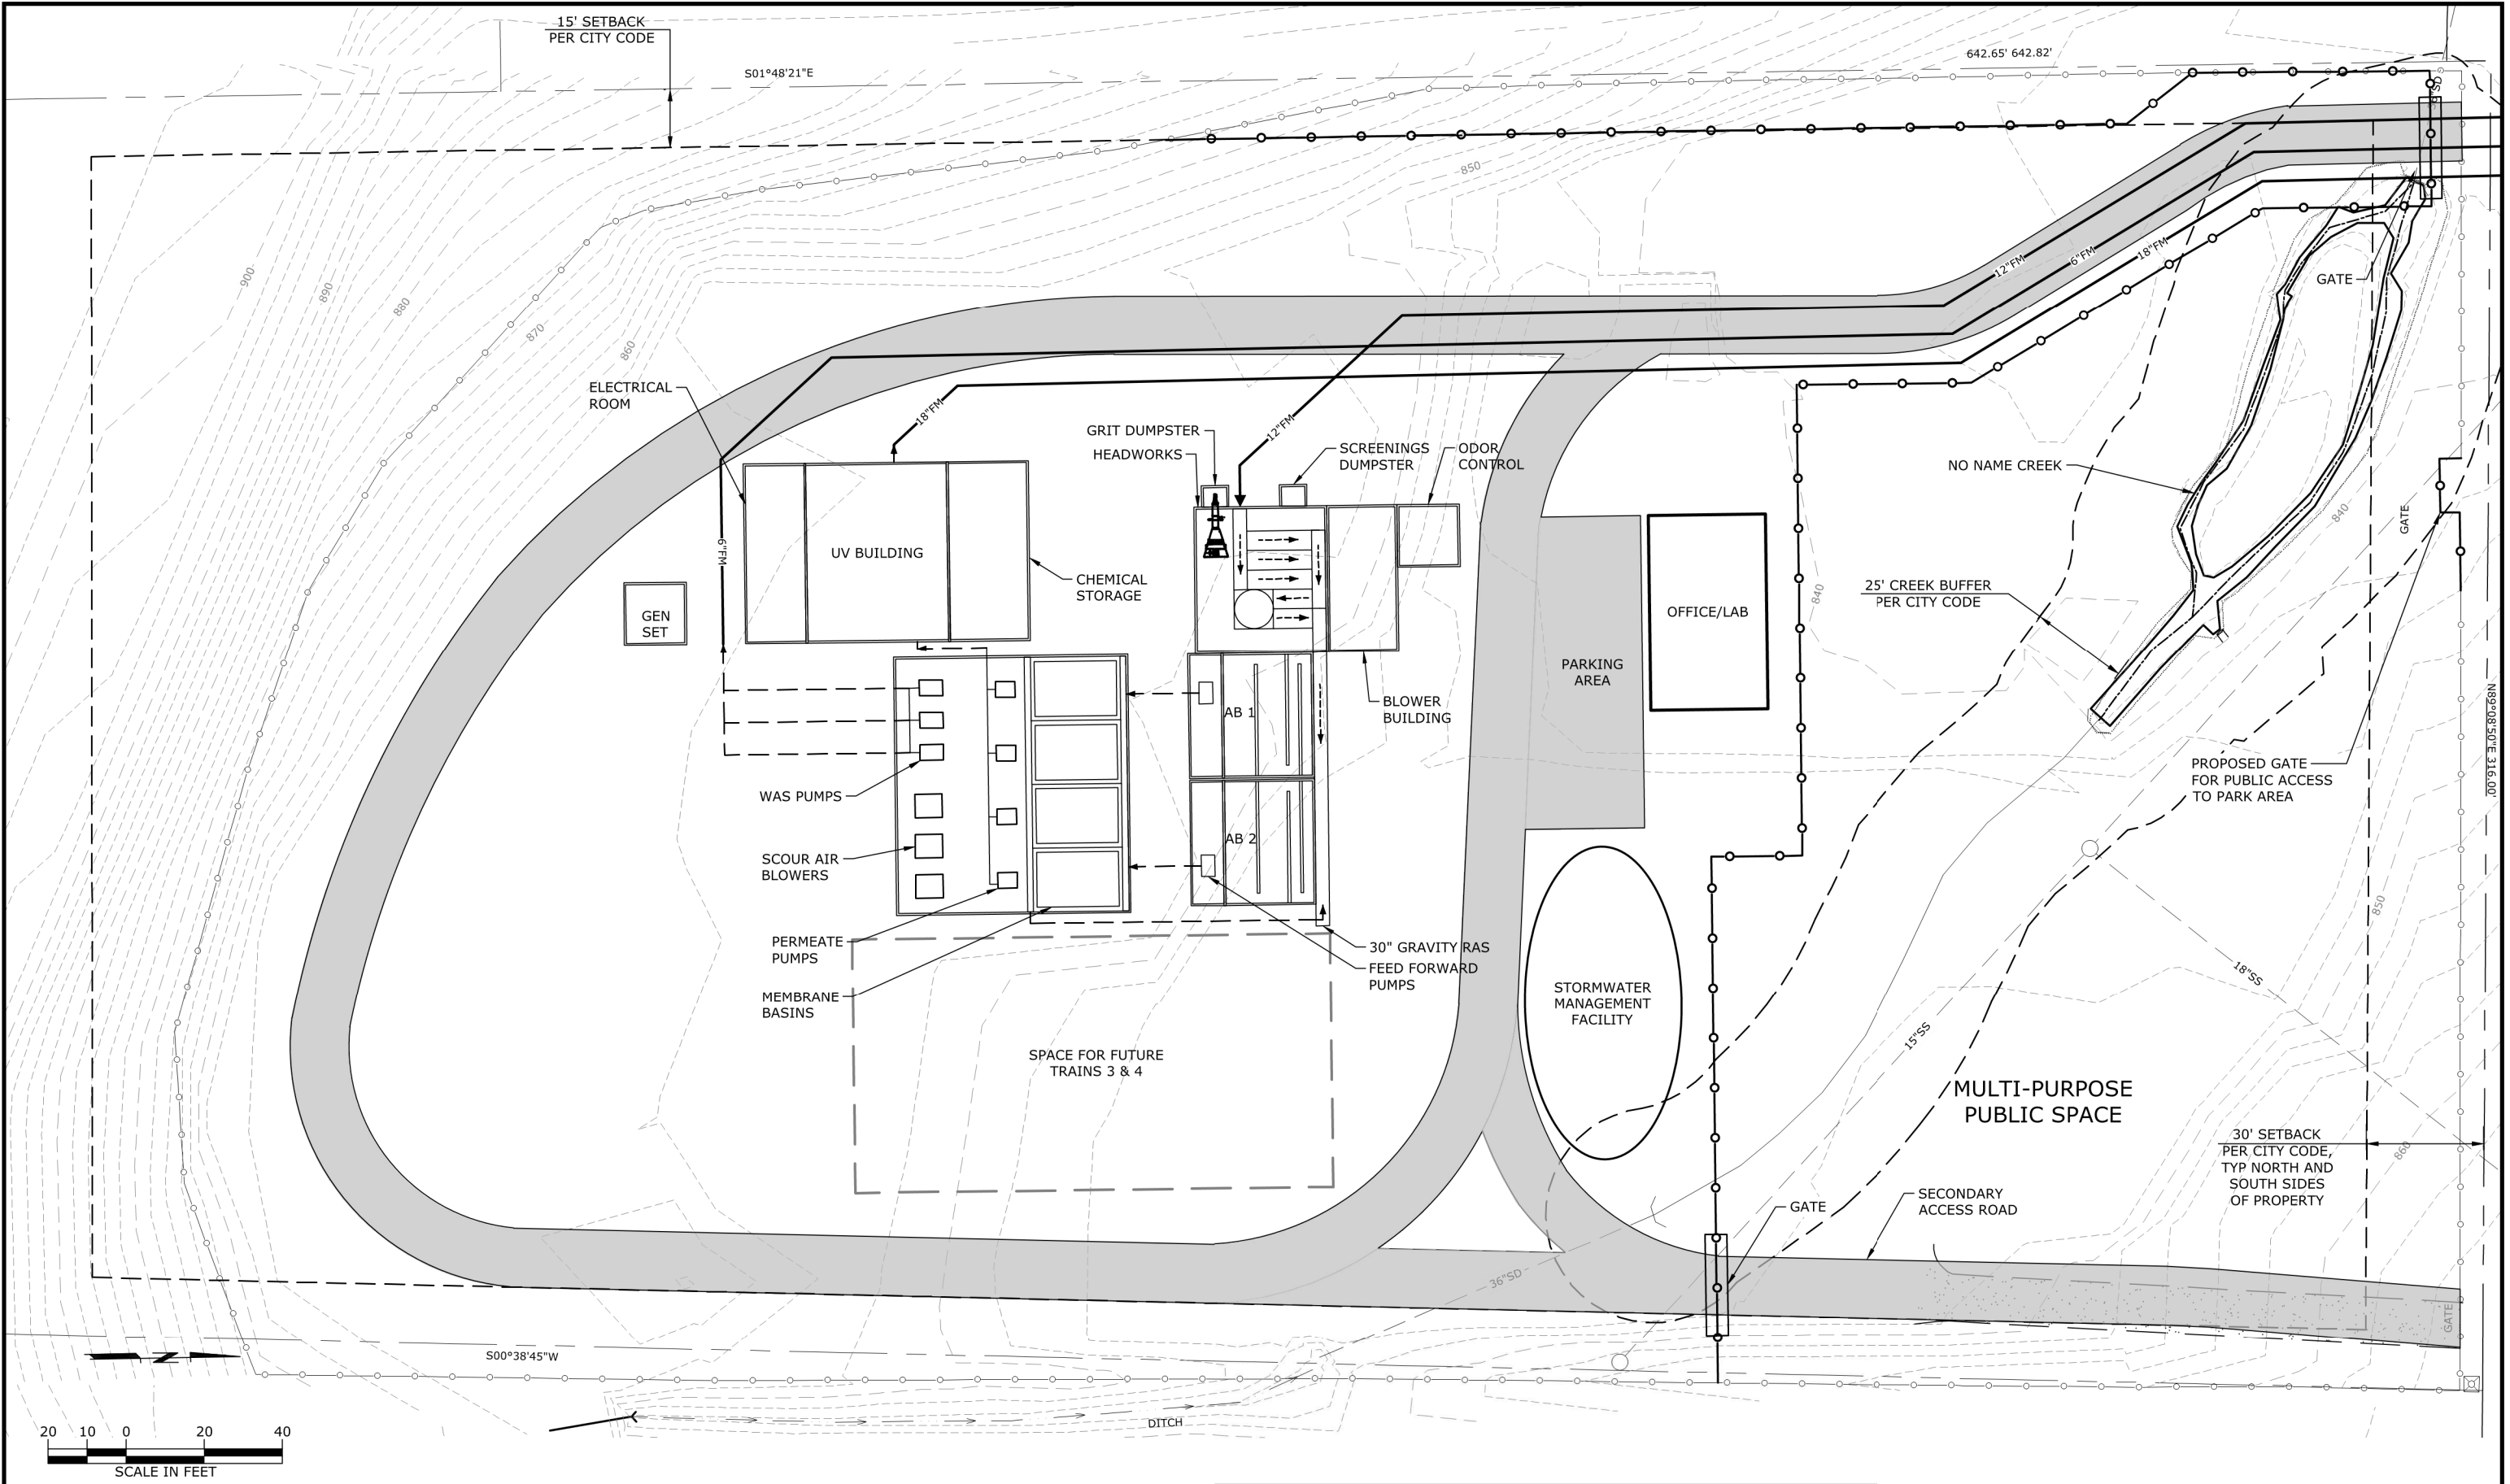 15' SETBACK
PER CITY CODE
S01°48'21"E
642.65' 642.82'
850
900
890
880
870
860
12"FM
6"FM
18"FM
GATE
ELECTRICAL
ROOM
18"FM
12"FM
GRIT DUMPSTER
HEADWORKS
SCREENINGS
DUMPSTER
ODOR
CONTROL
NO NAME CREEK
840
GATE
6"FM
UV BUILDING
CHEMICAL
STORAGE
GEN
SET
OFFICE/LAB
840
25' CREEK BUFFER
PER CITY CODE
PARKING
AREA
AB 1
BLOWER
BUILDING
N89°08'50"E 316.00'
WAS PUMPS
PROPOSED GATE
FOR PUBLIC ACCESS
TO PARK AREA
SCOUR AIR
BLOWERS
AB 2
850
PERMEATE
PUMPS
30" GRAVITY RAS
FEED FORWARD
PUMPS
MEMBRANE
BASINS
STORMWATER
MANAGEMENT
FACILITY
18"SS
15"SS
SPACE FOR FUTURE
TRAINS 3 & 4
MULTI-PURPOSE
PUBLIC SPACE
30' SETBACK
PER CITY CODE,
TYP NORTH AND
SOUTH SIDES
OF PROPERTY
860
GATE
SECONDARY
ACCESS ROAD
36"SD
GATE
S00°38'45"W
DITCH
20 10 0 20 40
SCALE IN FEET